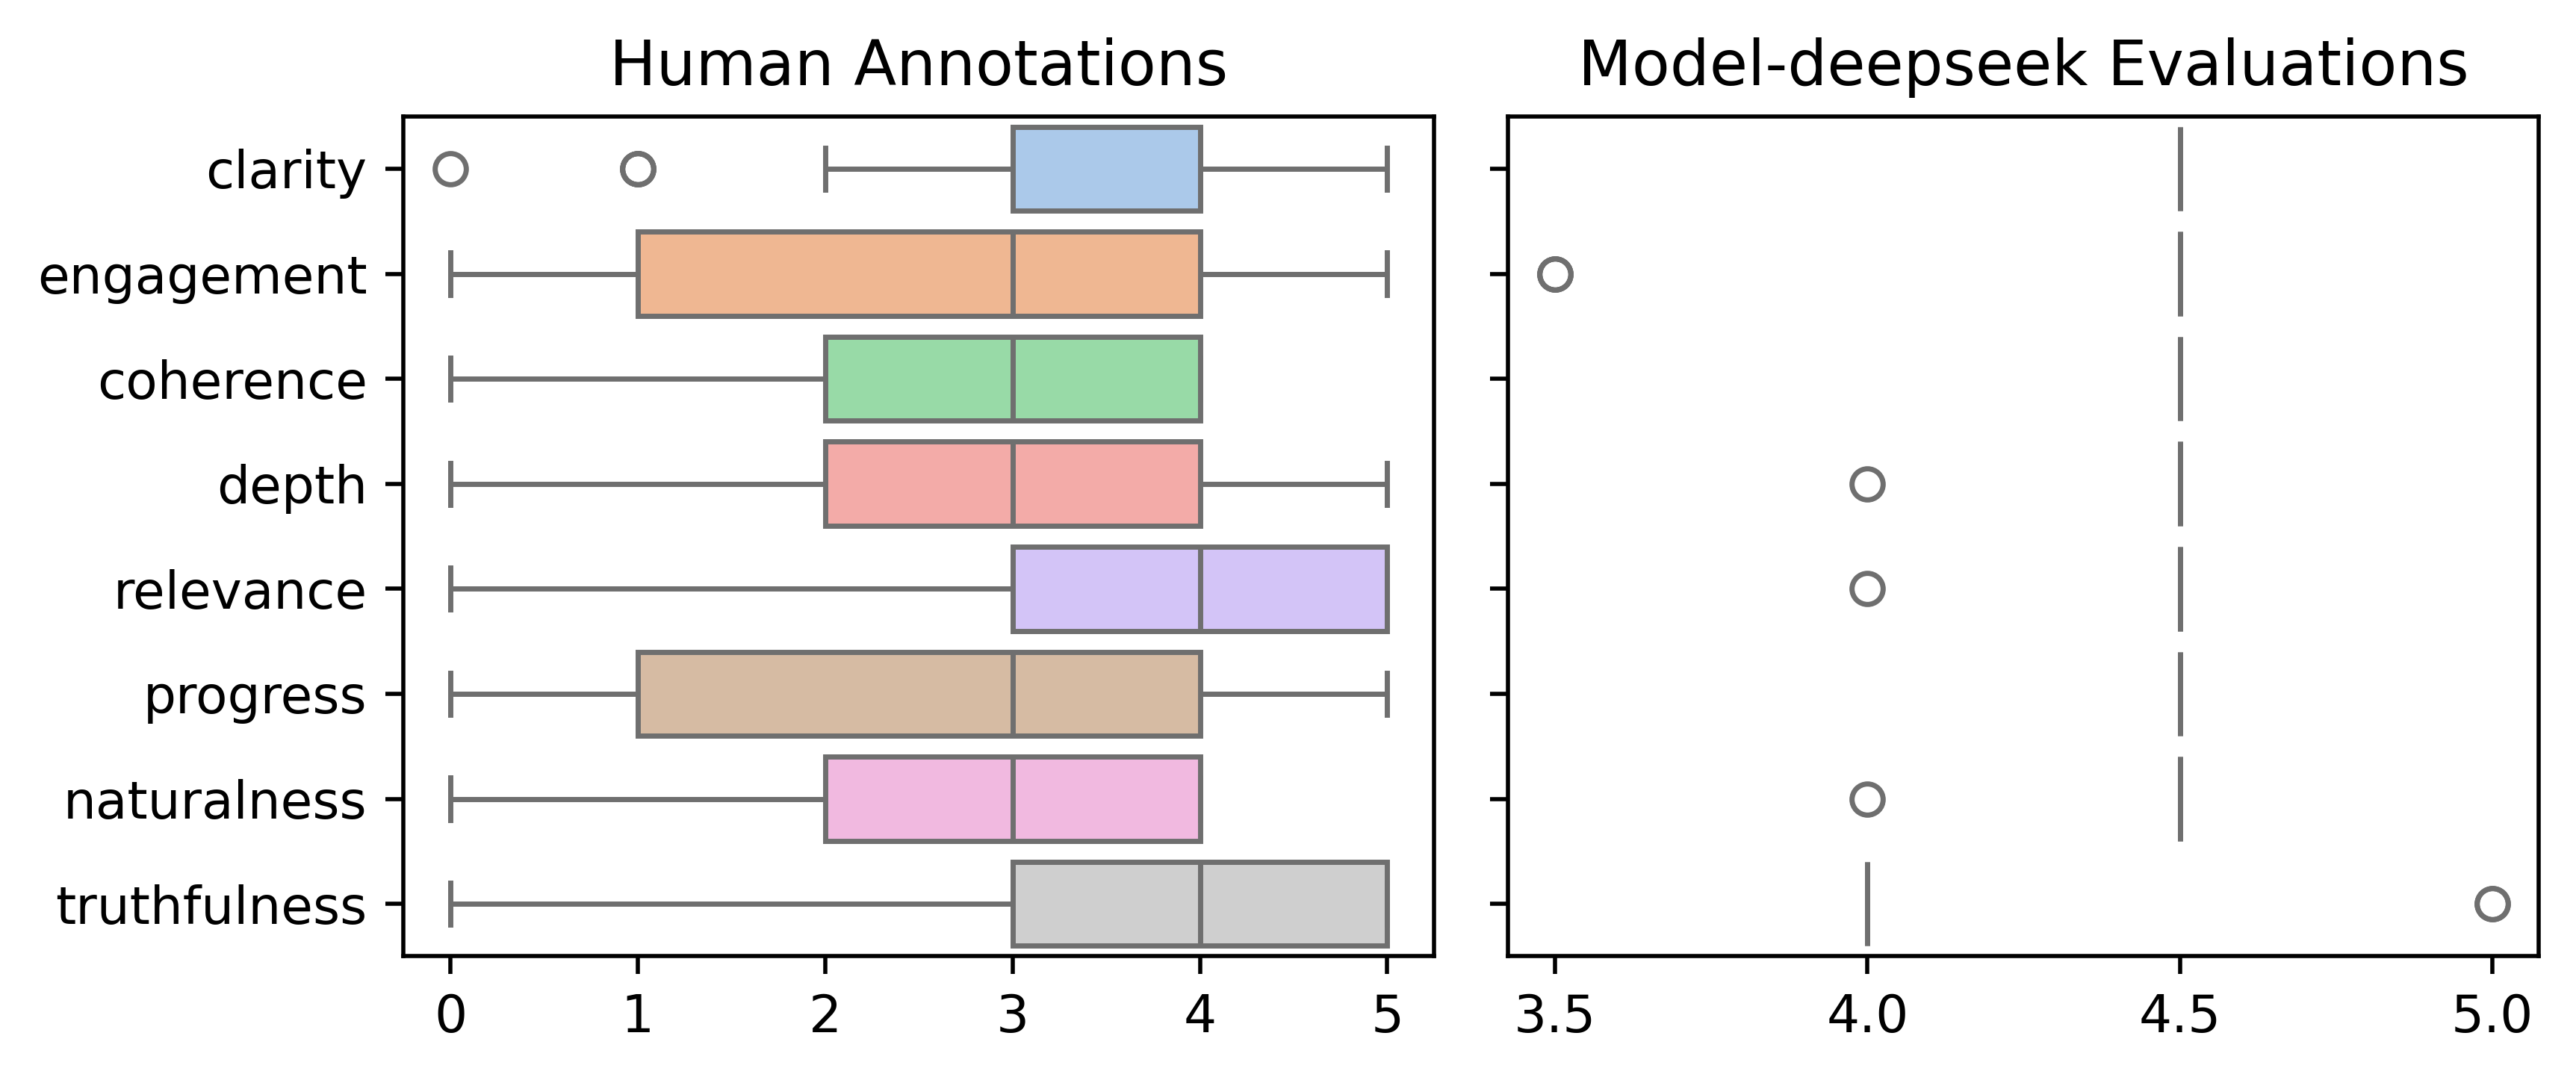 Human Annotations
Model-deepseek Evaluations
clarity
engagement
coherence
depth
relevance
progress
naturalness
truthfulness
0 1 2 3 4 5
3.5 4.0 4.5 5.0